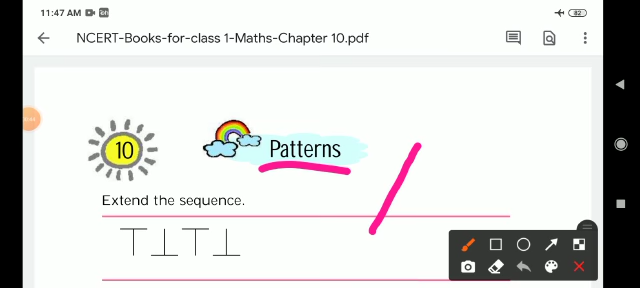 11:47 AM
82
NCERT-Books-for-class 1-Maths-Chapter 10.pdf
10
Patterns
Extend the sequence.
⊤⊥⊤⊥